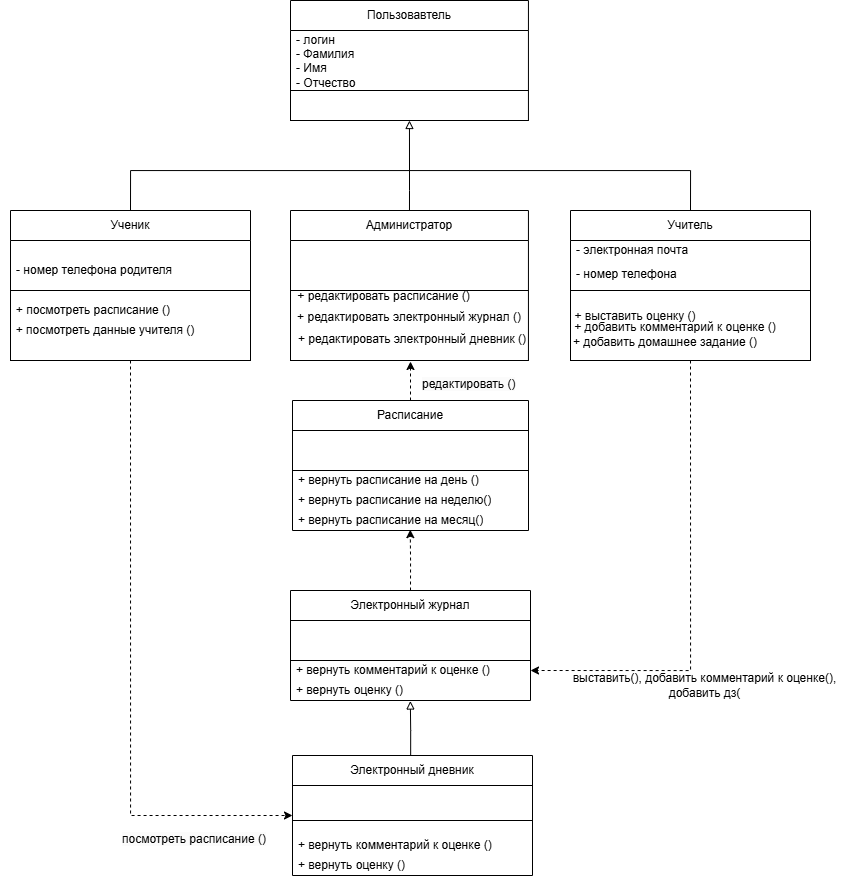 Пользовавтель
- логин
- Фамилия
- Имя
- Отчество
Ученик
- номер телефона родителя
+ посмотреть расписание ()
+ посмотреть данные учителя ()
Администратор
+ редактировать расписание ()
+ редактировать электронный журнал ()
+ редактировать электронный дневник ()
Учитель
- электронная почта
- номер телефона
+ выставить оценку ()
+ добавить комментарий к оценке ()
+ добавить домашнее задание ()
редактировать ()
Расписание
+ вернуть расписание на день ()
+ вернуть расписание на неделю()
+ вернуть расписание на месяц()
Электронный журнал
+ вернуть комментарий к оценке ()
+ вернуть оценку ()
выставить(), добавить комментарий к оценке(),
добавить дз(
Электронный дневник
+ вернуть комментарий к оценке ()
+ вернуть оценку ()
посмотреть расписание ()